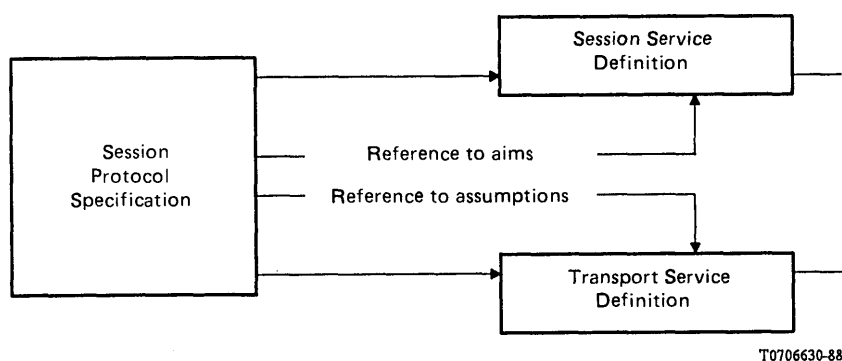 Session Service
Definition
Session
Protocol
Specification
Reference to aims
Reference to assumptions
Transport Service
Definition
T0706630-88